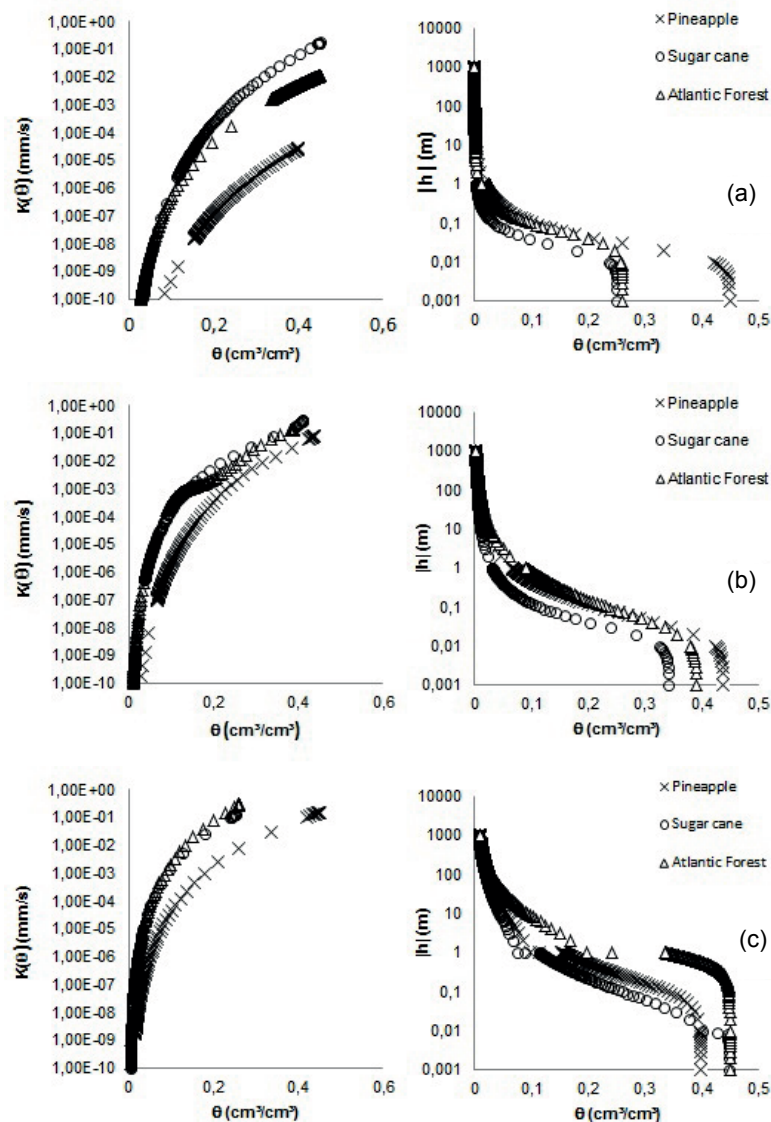 1,00E+00
1,00E-01
1,00E-02
1,00E-03
1,00E-04
1,00E-05
1,00E-06
1,00E-07
1,00E-08
1,00E-09
1,00E-10
K(θ) (mm/s)
0 0,2 0,4 0,6
θ (cm³/cm³)
10000
1000
100
10
1
0,1
0,01
0,001
|h| (m)
0 0,1 0,2 0,3 0,4 0,5
θ (cm³/cm³)
Pineapple
Sugar cane
Atlantic Forest
(a)
1,00E+00
1,00E-01
1,00E-02
1,00E-03
1,00E-04
1,00E-05
1,00E-06
1,00E-07
1,00E-08
1,00E-09
1,00E-10
K(θ) (mm/s)
0 0,2 0,4 0,6
θ (cm³/cm³)
10000
1000
100
10
1
0,1
0,01
0,001
|h| (m)
0 0,1 0,2 0,3 0,4 0,5
θ (cm³/cm³)
Pineapple
Sugar cane
Atlantic Forest
(b)
1,00E+00
1,00E-01
1,00E-02
1,00E-03
1,00E-04
1,00E-05
1,00E-06
1,00E-07
1,00E-08
1,00E-09
1,00E-10
K(θ) (mm/s)
0 0,2 0,4 0,6
θ (cm³/cm³)
10000
1000
100
10
1
0,1
0,01
0,001
|h| (m)
0 0,1 0,2 0,3 0,4 0,5
θ (cm³/cm³)
Pineapple
Sugar cane
Atlantic Forest
(c)